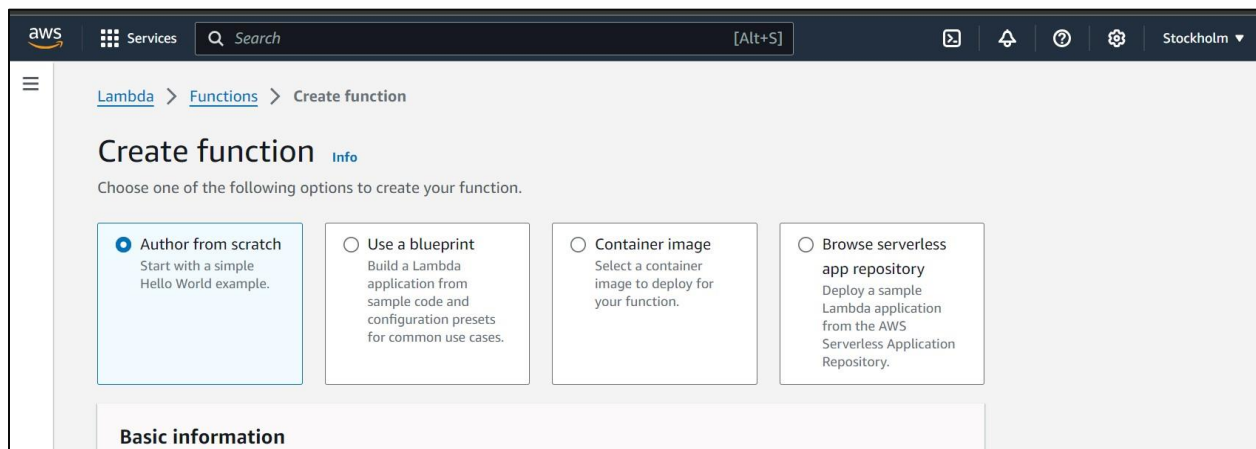 aws Services Search [Alt+S] Stockholm
Lambda > Functions > Create function
Create function Info
Choose one of the following options to create your function.
Author from scratch
Start with a simple
Hello World example.
Use a blueprint
Build a Lambda
application from
sample code and
configuration presets
for common use cases.
Container image
Select a container
image to deploy for
your function.
Browse serverless
app repository
Deploy a sample
Lambda application
from the AWS
Serverless Application
Repository.
Basic information